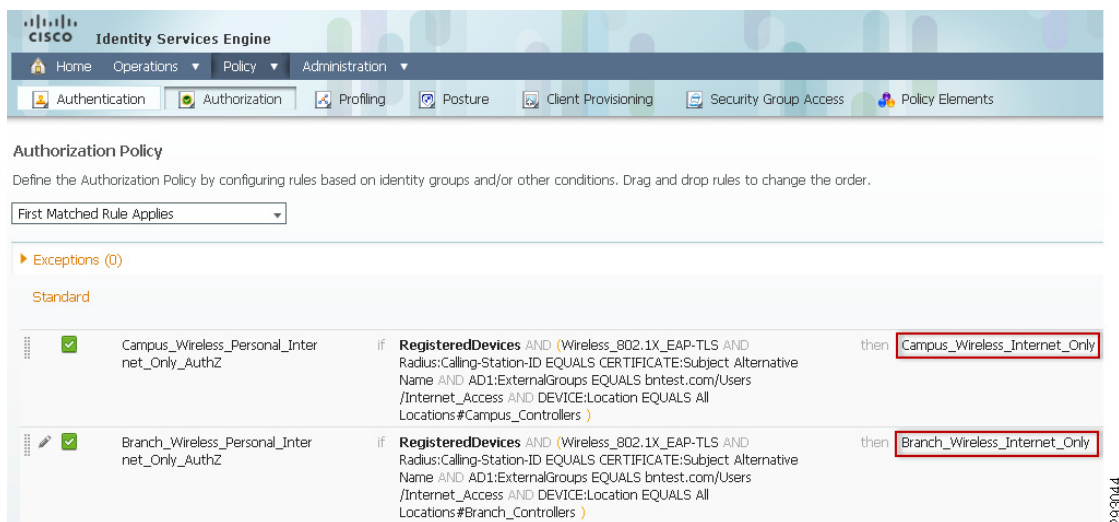 CISCO Identity Services Engine
Home Operations Policy Administration
Authentication Authorization Profiling Posture Client Provisioning Security Group Access Policy Elements
Authorization Policy
Define the Authorization Policy by configuring rules based on identity groups and/or other conditions. Drag and drop rules to change the order.
First Matched Rule Applies
Exceptions (0)
Standard
Campus_Wireless_Personal_Inter if RegisteredDevices AND (Wireless_802.1X_EAP-TLS AND then Campus_Wireless_Internet_Only
net_Only_AuthZ Radius:Calling-Station-ID EQUALS CERTIFICATE:Subject Alternative
Name AND AD1:ExternalGroups EQUALS bntest.com/Users
/Internet_Access AND DEVICE:Location EQUALS All
Locations#Campus_Controllers )
Branch_Wireless_Personal_Inter if RegisteredDevices AND (Wireless_802.1X_EAP-TLS AND then Branch_Wireless_Internet_Only
net_Only_AuthZ Radius:Calling-Station-ID EQUALS CERTIFICATE:Subject Alternative
Name AND AD1:ExternalGroups EQUALS bntest.com/Users
/Internet_Access AND DEVICE:Location EQUALS All
Locations#Branch_Controllers )
293044